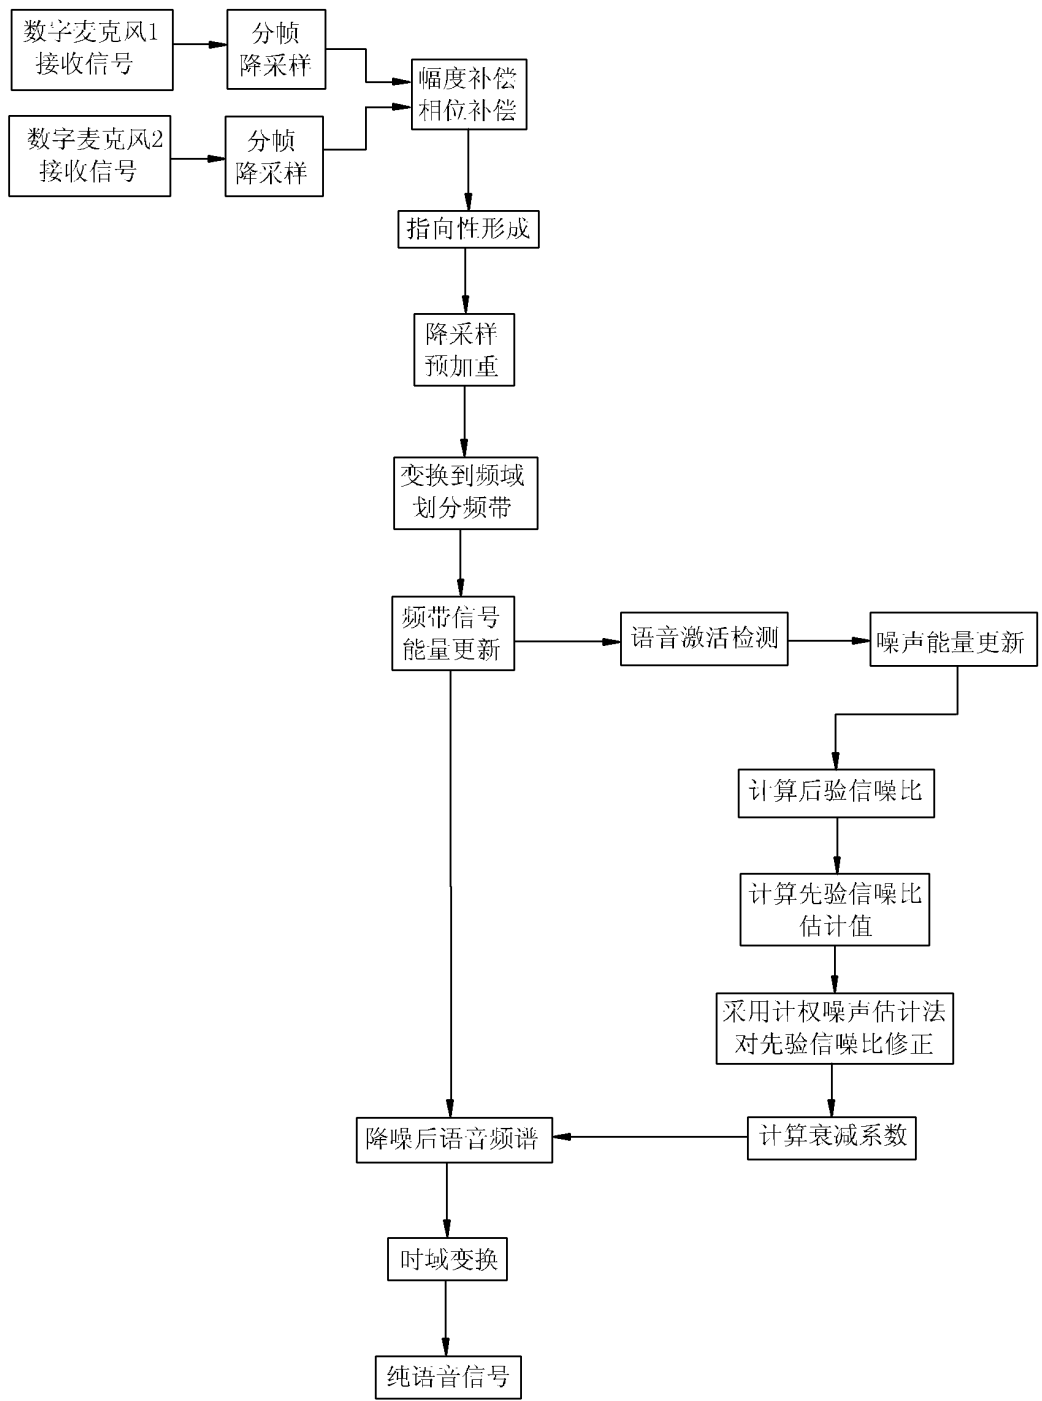 数字麦克风1
接收信号
分帧
降采样
幅度补偿
相位补偿
数字麦克风2
接收信号
分帧
降采样
指向性形成
降采样
预加重
变换到频域
划分频带
频带信号
能量更新
语音激活检测
噪声能量更新
计算后验信噪比
计算先验信噪比
估计值
采用计权噪声估计法
对先验信噪比修正
计算衰减系数
降噪后语音频谱
时域变换
纯语音信号